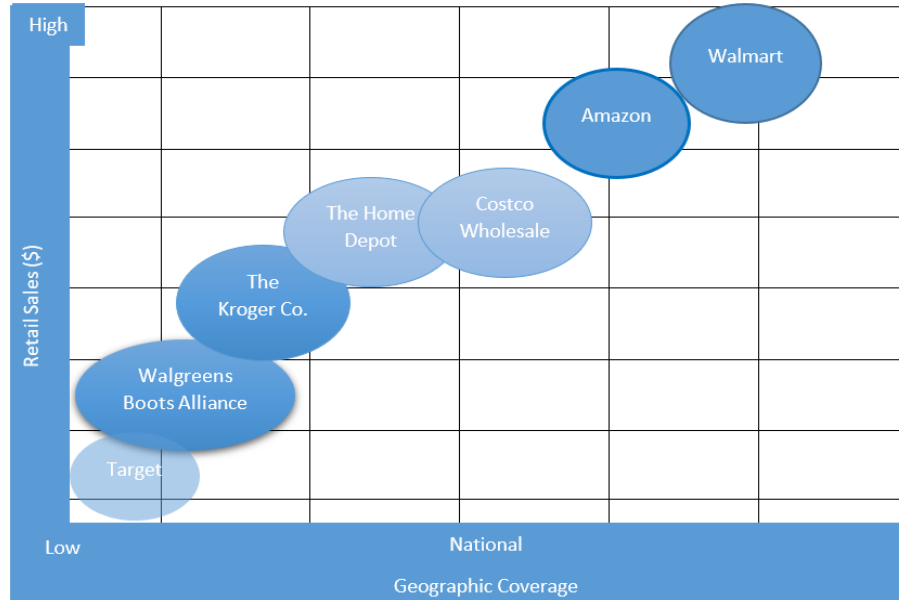 High
Walmart
Amazon
Costco
Wholesale
The Home
Depot
The
Kroger Co.
Retail Sales ($)
Walgreens
Boots Alliance
Target
Low
National
Geographic Coverage